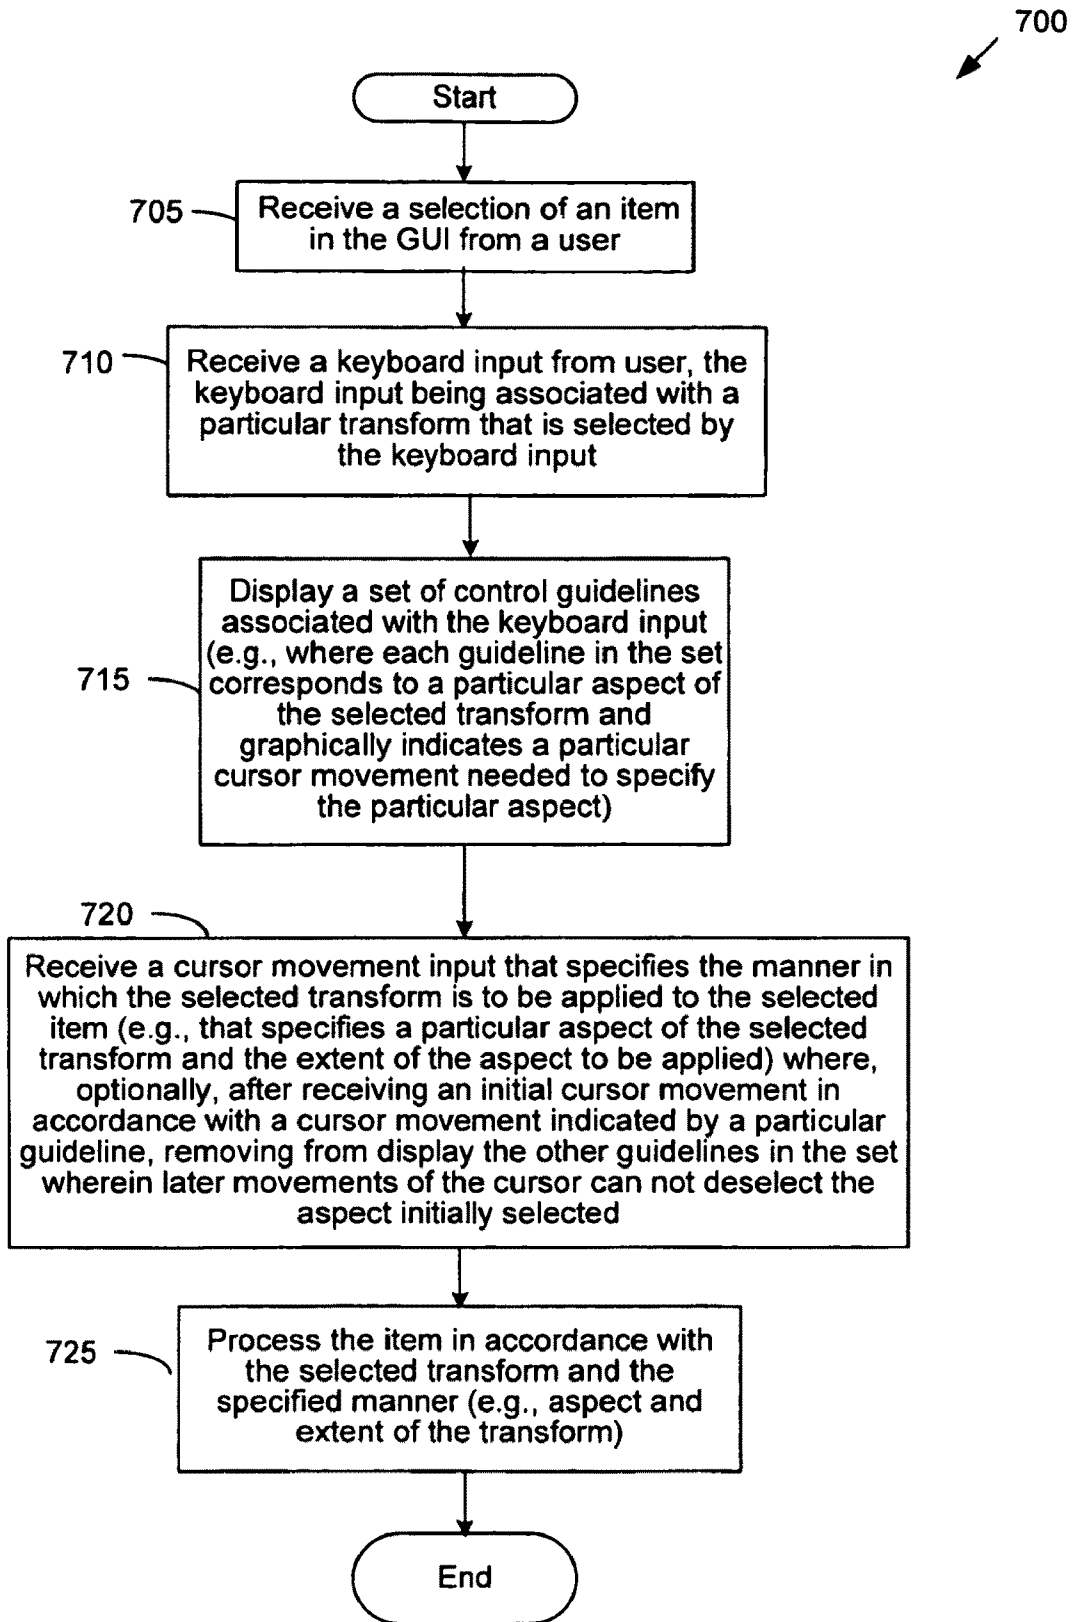 700
Start
705
Receive a selection of an item
in the GUI from a user
710
Receive a keyboard input from user, the
keyboard input being associated with a
particular transform that is selected by
the keyboard input
715
Display a set of control guidelines
associated with the keyboard input
(e.g., where each guideline in the set
corresponds to a particular aspect of
the selected transform and
graphically indicates a particular
cursor movement needed to specify
the particular aspect)
720
Receive a cursor movement input that specifies the manner in
which the selected transform is to be applied to the selected
item (e.g., that specifies a particular aspect of the selected
transform and the extent of the aspect to be applied) where,
optionally, after receiving an initial cursor movement in
accordance with a cursor movement indicated by a particular
guideline, removing from display the other guidelines in the set
wherein later movements of the cursor can not deselect the
aspect initially selected
725
Process the item in accordance with
the selected transform and the
specified manner (e.g., aspect and
extent of the transform)
End